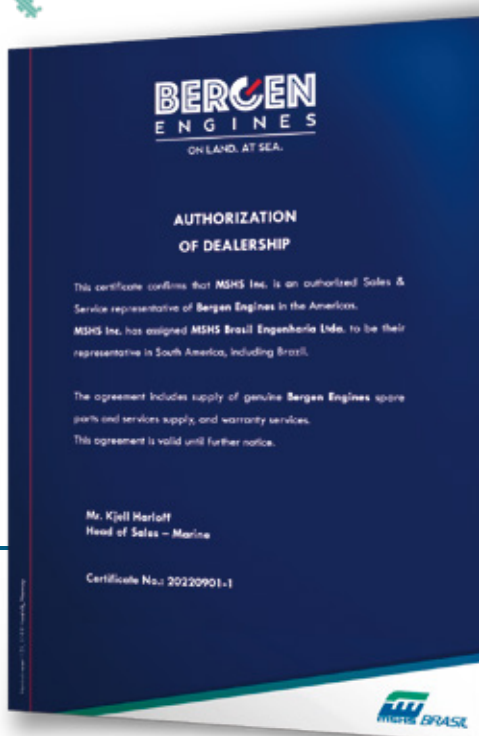 BERGEN
ENGINES
ON LAND. AT SEA.
AUTHORIZATION
OF DEALERSHIP
This certificate confirms that MSHS Inc. is an authorized Sales &
Service representative of Bergen Engines in the Americas.
MSHS Inc. has assigned MSHS Brasil Engenharia Ltda. to be their
representative in South America, including Brazil.
The agreement includes supply of genuine Bergen Engines spare
parts and services supply, and warranty services.
This agreement is valid until further notice.
Mr. Kjell Harloff
Head of Sales – Marine
Certificate No.: 20220901-1
MSHS BRASIL